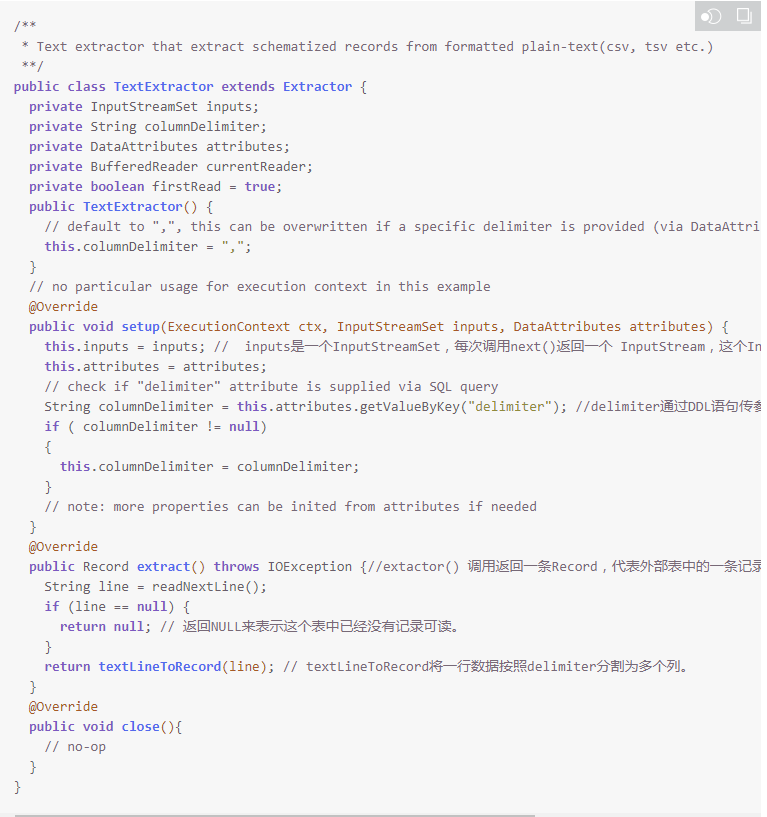 /**
 * Text extractor that extract schematized records from formatted plain-text(csv, tsv etc.)
 **/
public class TextExtractor extends Extractor {
  private InputStreamSet inputs;
  private String columnDelimiter;
  private DataAttributes attributes;
  private BufferedReader currentReader;
  private boolean firstRead = true;
  public TextExtractor() {
    // default to ",", this can be overwritten if a specific delimiter is provided (via DataAttri
    this.columnDelimiter = ",";
  }
  // no particular usage for execution context in this example
  @Override
  public void setup(ExecutionContext ctx, InputStreamSet inputs, DataAttributes attributes) {
    this.inputs = inputs; //  inputs是一个InputStreamSet，每次调用next()返回一个 InputStream，这个In
    this.attributes = attributes;
    // check if "delimiter" attribute is supplied via SQL query
    String columnDelimiter = this.attributes.getValueByKey("delimiter"); //delimiter通过DDL语句传参
    if ( columnDelimiter != null)
    {
      this.columnDelimiter = columnDelimiter;
    }
    // note: more properties can be inited from attributes if needed
  }
  @Override
  public Record extract() throws IOException {//extactor() 调用返回一条Record，代表外部表中的一条记录
    String line = readNextLine();
    if (line == null) {
      return null; // 返回NULL来表示这个表中已经没有记录可读。
    }
    return textLineToRecord(line); // textLineToRecord将一行数据按照delimiter分割为多个列。
  }
  @Override
  public void close(){
    // no-op
  }
}